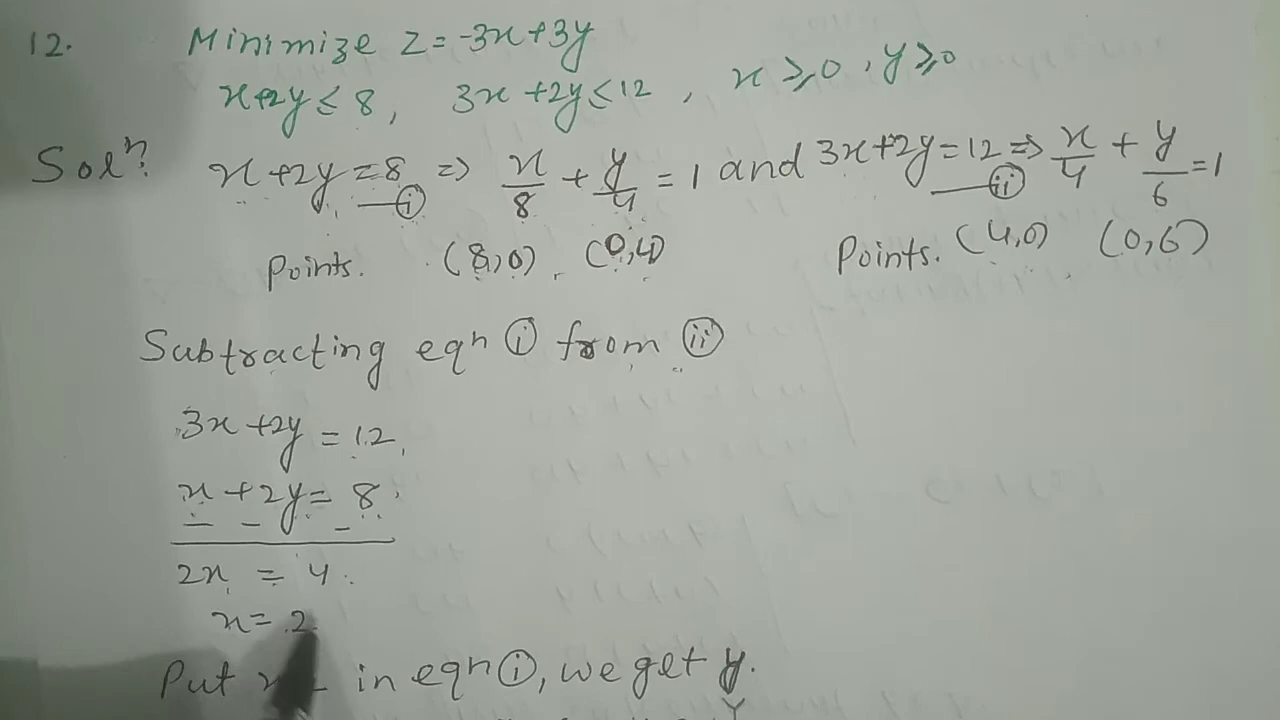 12. Minimize z = -3x+3y
x+2y ≤ 8, 3x+2y ≤ 12, x ≥ 0, y ≥ 0
Solⁿ? x+2y=8 => x/8 + y/4 = 1 and 3x+2y=12 => x/4 + y/6 = 1
—(i) —(ii)
Points. (8,0), (0,4) Points. (4,0) (0,6)
Subtracting eqn (i) from (ii)
3x+2y = 12
x+2y = 8
- - -
2x = 4
x = 2
Put in eqn (i), we get y.